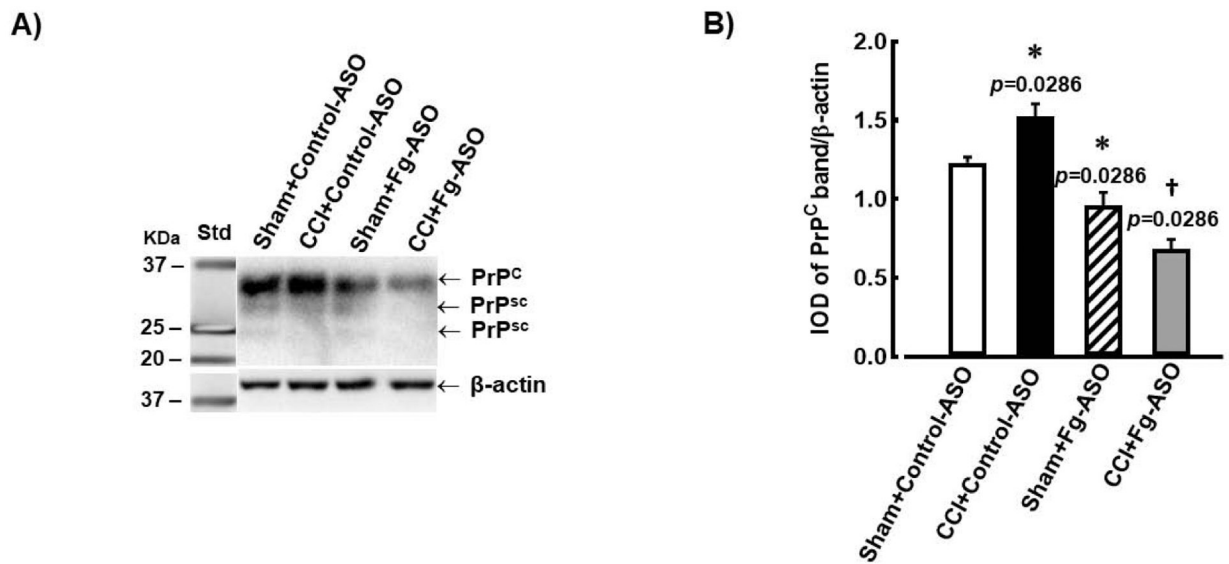 A)
Sham+Control-ASO
CCI+Control-ASO
Sham+Fg-ASO
CCI+Fg-ASO
KDa
Std
37 –
← PrPᶜ
← PrPˢᶜ
25 –
← PrPˢᶜ
20 –
← β-actin
37 –
B)
IOD of PrPᶜ band/β-actin
2.0
1.5
1.0
0.5
0.0
*
p=0.0286
*
p=0.0286
†
p=0.0286
Sham+Control-ASO
CCI+Control-ASO
Sham+Fg-ASO
CCI+Fg-ASO